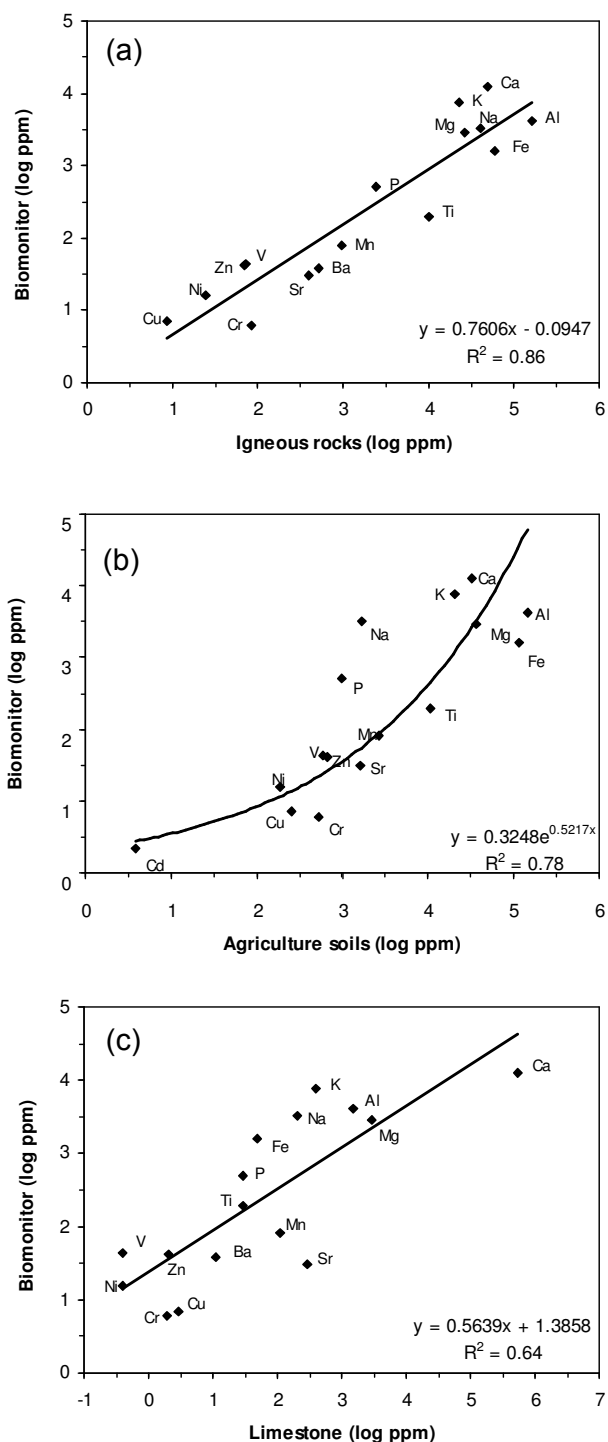 (a)
5
Ca
K
4
Mg Na Al
Fe
3
P
Ti
2
V
Zn Mn
Ni Ba
Sr
1
Cu Cr
y = 0.7606x - 0.0947
R² = 0.86
0
0 1 2 3 4 5 6
Biomonitor (log ppm)
Igneous rocks (log ppm)
(b)
5
Ca
4
K
Al
Na Mg
Fe
3
P
Ti
2
Mn
V Zn
Sr
Ni
1
Cu Cr
y = 0.3248e^0.5217x
Cd
R² = 0.78
0
0 1 2 3 4 5 6
Biomonitor (log ppm)
Agriculture soils (log ppm)
(c)
5
Ca
4
K
Al
Na
Mg
Fe
3
P
Ti
2
Mn
V
Ba Sr
Zn
Ni
1
Cr Cu
y = 0.5639x + 1.3858
R² = 0.64
0
-1 0 1 2 3 4 5 6 7
Biomonitor (log ppm)
Limestone (log ppm)